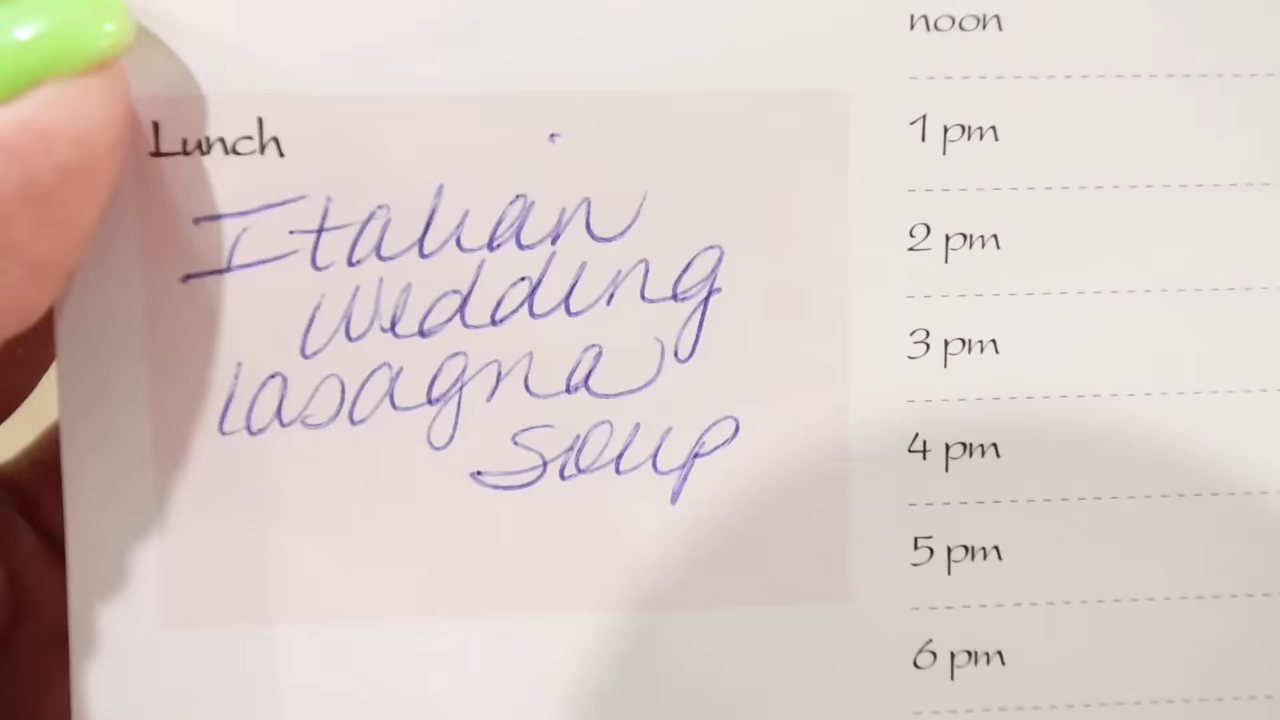 Lunch
Italian
Wedding
lasagna
soup
noon
1 pm
2 pm
3 pm
4 pm
5 pm
6 pm